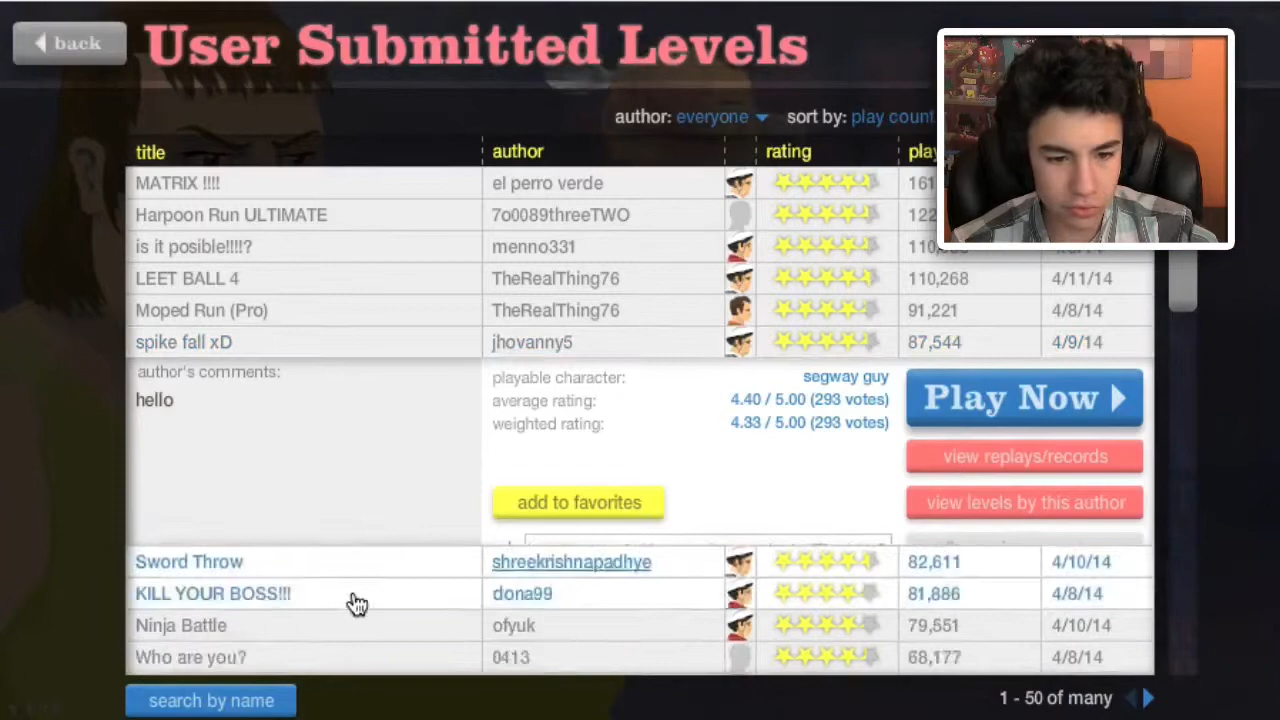 back
User Submitted Levels
author: everyone sort by: play count
title author rating
MATRIX !!!! el perro verde
Harpoon Run ULTIMATE 7o0089threeTWO
is it posible!!!!? menno331
LEET BALL 4 TheRealThing76 110,268 4/11/14
Moped Run (Pro) TheRealThing76 91,221 4/8/14
spike fall xD jhovanny5 87,544 4/9/14
author's comments:
hello
playable character: segway guy
average rating: 4.40 / 5.00 (293 votes)
weighted rating: 4.33 / 5.00 (293 votes)
Play Now
view replays/records
add to favorites
view levels by this author
Sword Throw shreekrishnapadhye 82,611 4/10/14
KILL YOUR BOSS!!! dona99 81,886 4/8/14
Ninja Battle ofyuk 79,551 4/10/14
Who are you? 0413 68,177 4/8/14
search by name
1 - 50 of many